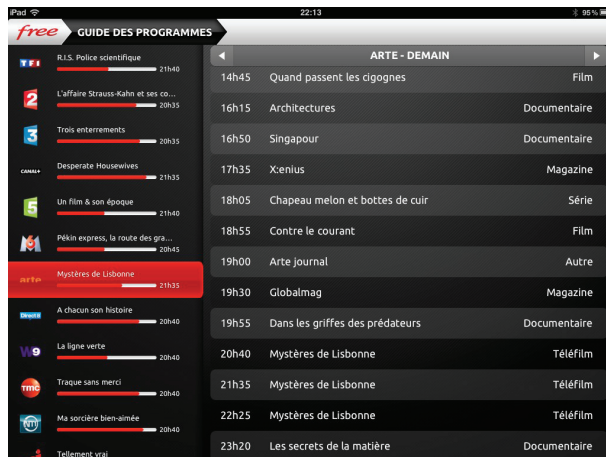 iPad 22:13 95 %
free GUIDE DES PROGRAMMES
TF1 R.I.S. Police scientifique
21h40
2 L'affaire Strauss-Kahn et ses co...
20h35
3 Trois enterrements
20h35
CANAL+ Desperate Housewives
21h35
5 Un film & son époque
21h40
M6 Pékin express, la route des gra...
20h45
arte Mystères de Lisbonne
21h35
Direct 8 A chacun son histoire
20h40
W9 La ligne verte
20h40
TMC Traque sans merci
20h40
NT1 Ma sorcière bien-aimée
20h40
Tellement vrai
ARTE - DEMAIN
14h45 Quand passent les cigognes Film
16h15 Architectures Documentaire
16h50 Singapour Documentaire
17h35 X:enius Magazine
18h05 Chapeau melon et bottes de cuir Série
18h55 Contre le courant Film
19h00 Arte journal Autre
19h30 Globalmag Magazine
19h55 Dans les griffes des prédateurs Documentaire
20h40 Mystères de Lisbonne Téléfilm
21h35 Mystères de Lisbonne Téléfilm
22h25 Mystères de Lisbonne Téléfilm
23h20 Les secrets de la matière Documentaire